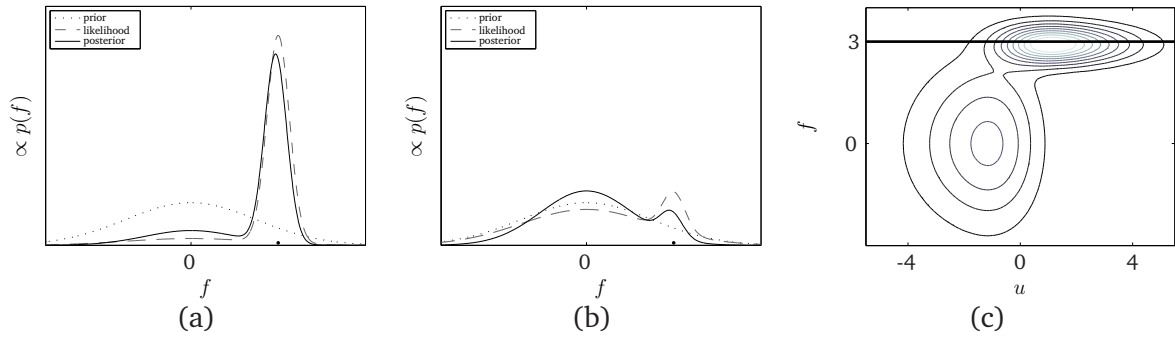 prior
likelihood
posterior
∝ p(f)
0
f
(a)
prior
likelihood
posterior
∝ p(f)
0
f
(b)
3
f
0
-4
0
4
u
(c)